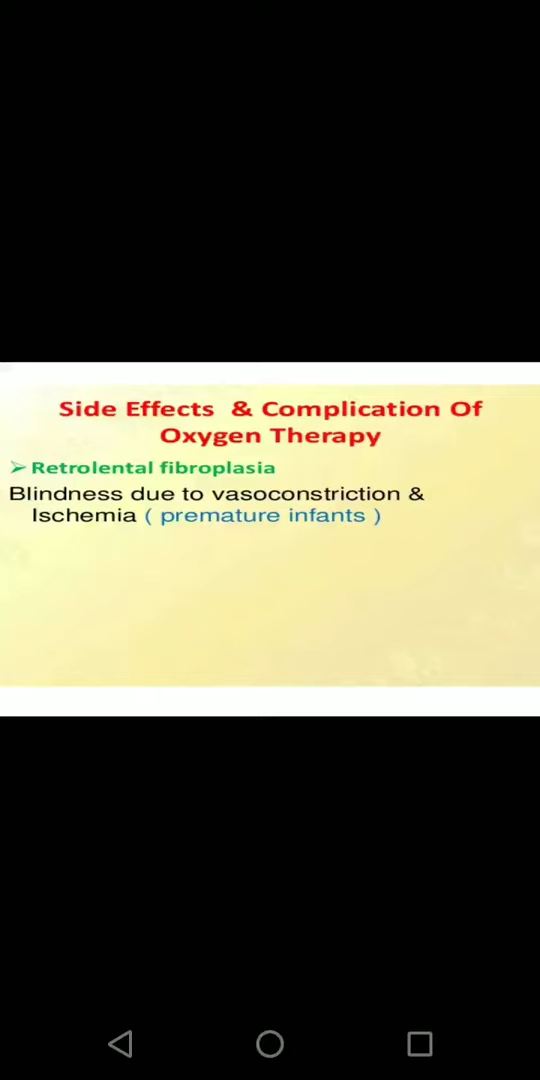 Side Effects & Complication Of
Oxygen Therapy
➢ Retrolental fibroplasia
Blindness due to vasoconstriction &
Ischemia ( premature infants )